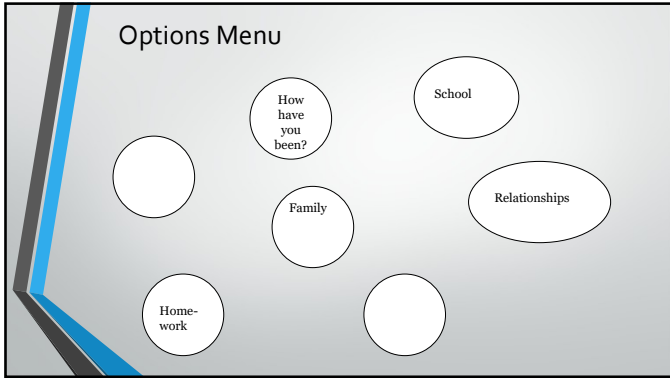 Options Menu
How
have
you
been?
School
Family
Relationships
Home-
work